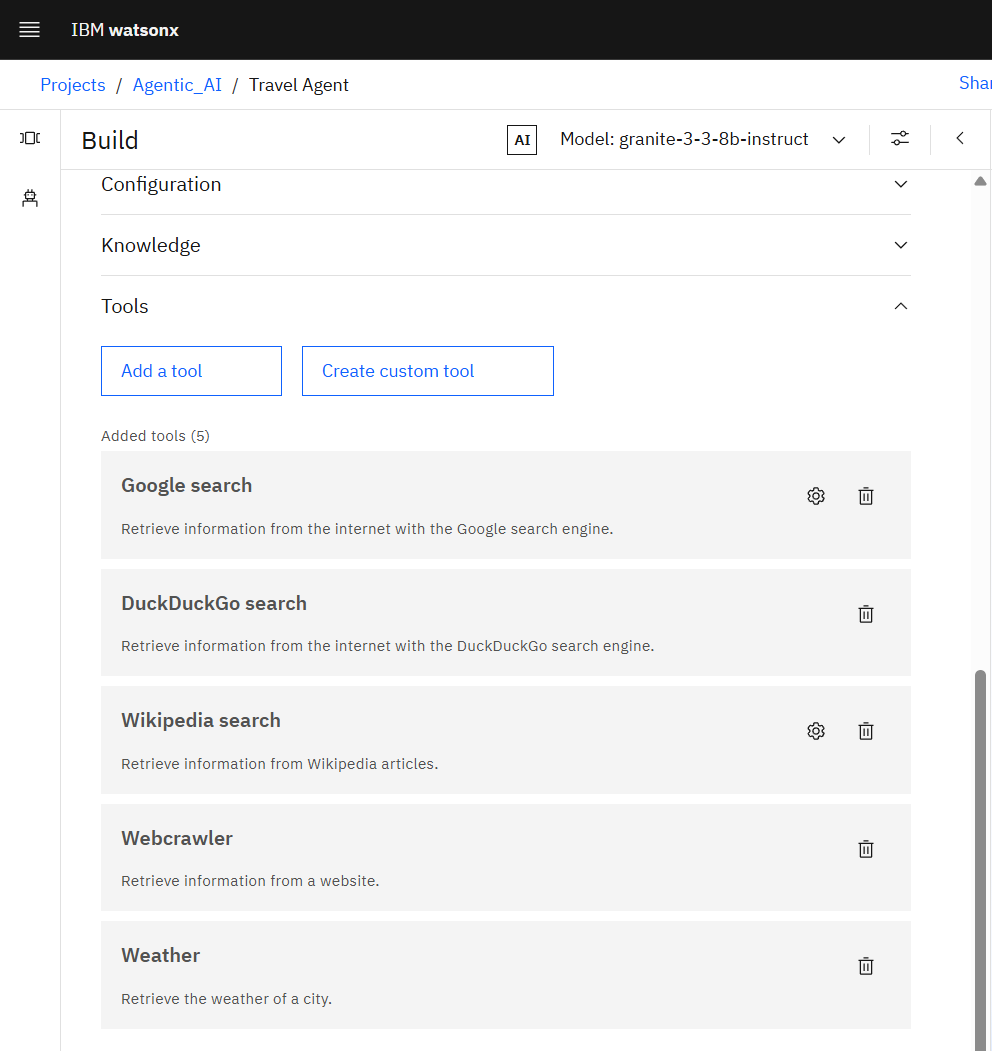 IBM watsonx
Projects / Agentic_AI / Travel Agent
Build
AI
Model: granite-3-3-8b-instruct
Configuration
Knowledge
Tools
Add a tool
Create custom tool
Added tools (5)
Google search
Retrieve information from the internet with the Google search engine.
DuckDuckGo search
Retrieve information from the internet with the DuckDuckGo search engine.
Wikipedia search
Retrieve information from Wikipedia articles.
Webcrawler
Retrieve information from a website.
Weather
Retrieve the weather of a city.